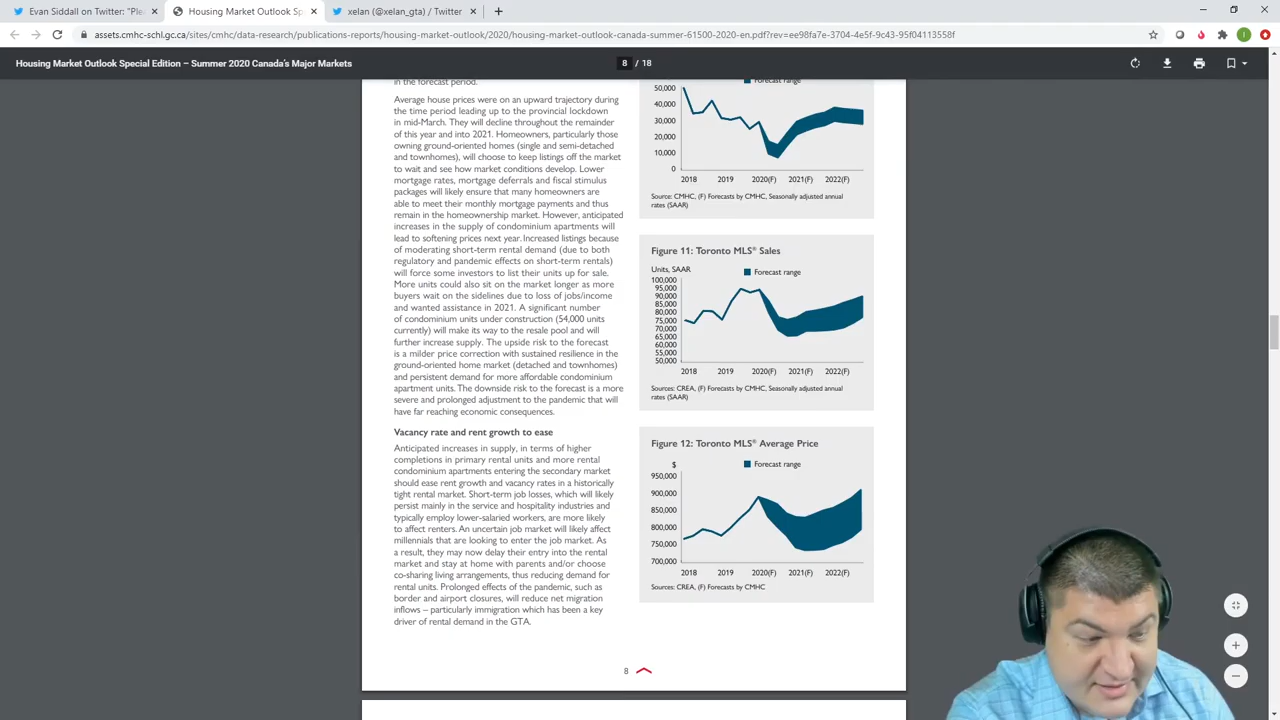 Evan Siddall on Twitter: "Ple
Housing Market Outlook Special
xelan (@xelan_gta) / Twitter
assets.cmhc-schl.gc.ca/sites/cmhc/data-research/publications-reports/housing-market-outlook/2020/housing-market-outlook-canada-summer-61500-2020-en.pdf?rev=ee98fa7e-3704-4e5f-9c43-95f04113558f
Housing Market Outlook Special Edition – Summer 2020 Canada's Major Markets
8 / 18
in the forecast period.
Average house prices were on an upward trajectory during
the time period leading up to the provincial lockdown
in mid-March. They will decline throughout the remainder
of this year and into 2021. Homeowners, particularly those
owning ground-oriented homes (single and semi-detached
and townhomes), will choose to keep listings off the market
to wait and see how market conditions develop. Lower
mortgage rates, mortgage deferrals and fiscal stimulus
packages will likely ensure that many homeowners are
able to meet their monthly mortgage payments and thus
remain in the homeownership market. However, anticipated
increases in the supply of condominium apartments will
lead to softening prices next year. Increased listings because
of moderating short-term rental demand (due to both
regulatory and pandemic effects on short-term rentals)
will force some investors to list their units up for sale.
More units could also sit on the market longer as more
buyers wait on the sidelines due to loss of jobs/income
and wanted assistance in 2021. A significant number
of condominium units under construction (54,000 units
currently) will make its way to the resale pool and will
further increase supply. The upside risk to the forecast
is a milder price correction with sustained resilience in the
ground-oriented home market (detached and townhomes)
and persistent demand for more affordable condominium
apartment units. The downside risk to the forecast is a more
severe and prolonged adjustment to the pandemic that will
have far reaching economic consequences.
Vacancy rate and rent growth to ease
Anticipated increases in supply, in terms of higher
completions in primary rental units and more rental
condominium apartments entering the secondary market
should ease rent growth and vacancy rates in a historically
tight rental market. Short-term job losses, which will likely
persist mainly in the service and hospitality industries and
typically employ lower-salaried workers, are more likely
to affect renters. An uncertain job market will likely affect
millennials that are looking to enter the job market. As
a result, they may now delay their entry into the rental
market and stay at home with parents and/or choose
co-sharing living arrangements, thus reducing demand for
rental units. Prolonged effects of the pandemic, such as
border and airport closures, will reduce net migration
inflows – particularly immigration which has been a key
driver of rental demand in the GTA.
Forecast range
50,000
40,000
30,000
20,000
10,000
0
2018 2019 2020(F) 2021(F) 2022(F)
Source: CMHC, (F) Forecasts by CMHC, Seasonally adjusted annual
rates (SAAR)
Figure 11: Toronto MLS® Sales
Units, SAAR
Forecast range
100,000
95,000
90,000
85,000
80,000
75,000
70,000
65,000
60,000
55,000
50,000
2018 2019 2020(F) 2021(F) 2022(F)
Sources: CREA, (F) Forecasts by CMHC, Seasonally adjusted annual
rates (SAAR)
Figure 12: Toronto MLS® Average Price
$
Forecast range
950,000
900,000
850,000
800,000
750,000
700,000
2018 2019 2020(F) 2021(F) 2022(F)
Sources: CREA, (F) Forecasts by CMHC
8